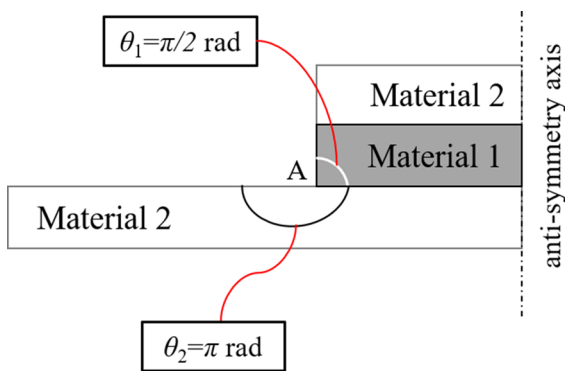 θ₁=π/2 rad
Material 2
Material 1
A
Material 2
anti-symmetry axis
θ₂=π rad